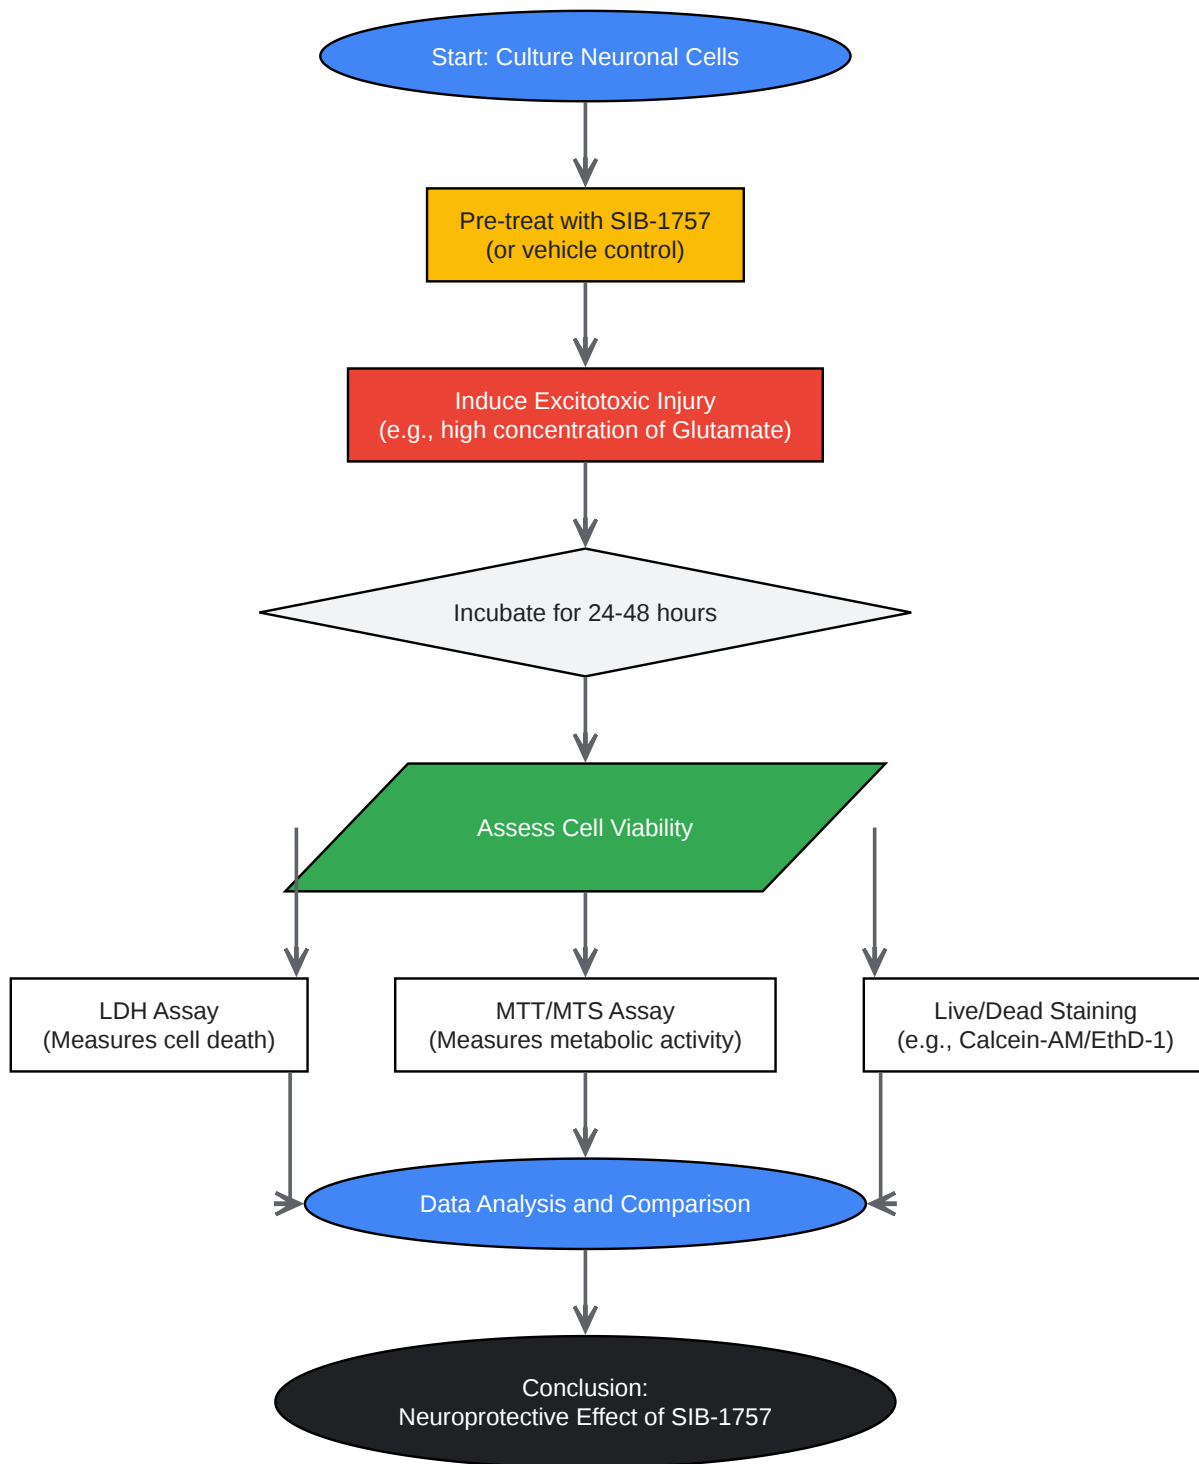 Start: Culture Neuronal Cells
Pre-treat with SIB-1757
(or vehicle control)
Induce Excitotoxic Injury
(e.g., high concentration of Glutamate)
Incubate for 24-48 hours
Assess Cell Viability
LDH Assay
(Measures cell death)
MTT/MTS Assay
(Measures metabolic activity)
Live/Dead Staining
(e.g., Calcein-AM/EthD-1)
Data Analysis and Comparison
Conclusion:
Neuroprotective Effect of SIB-1757